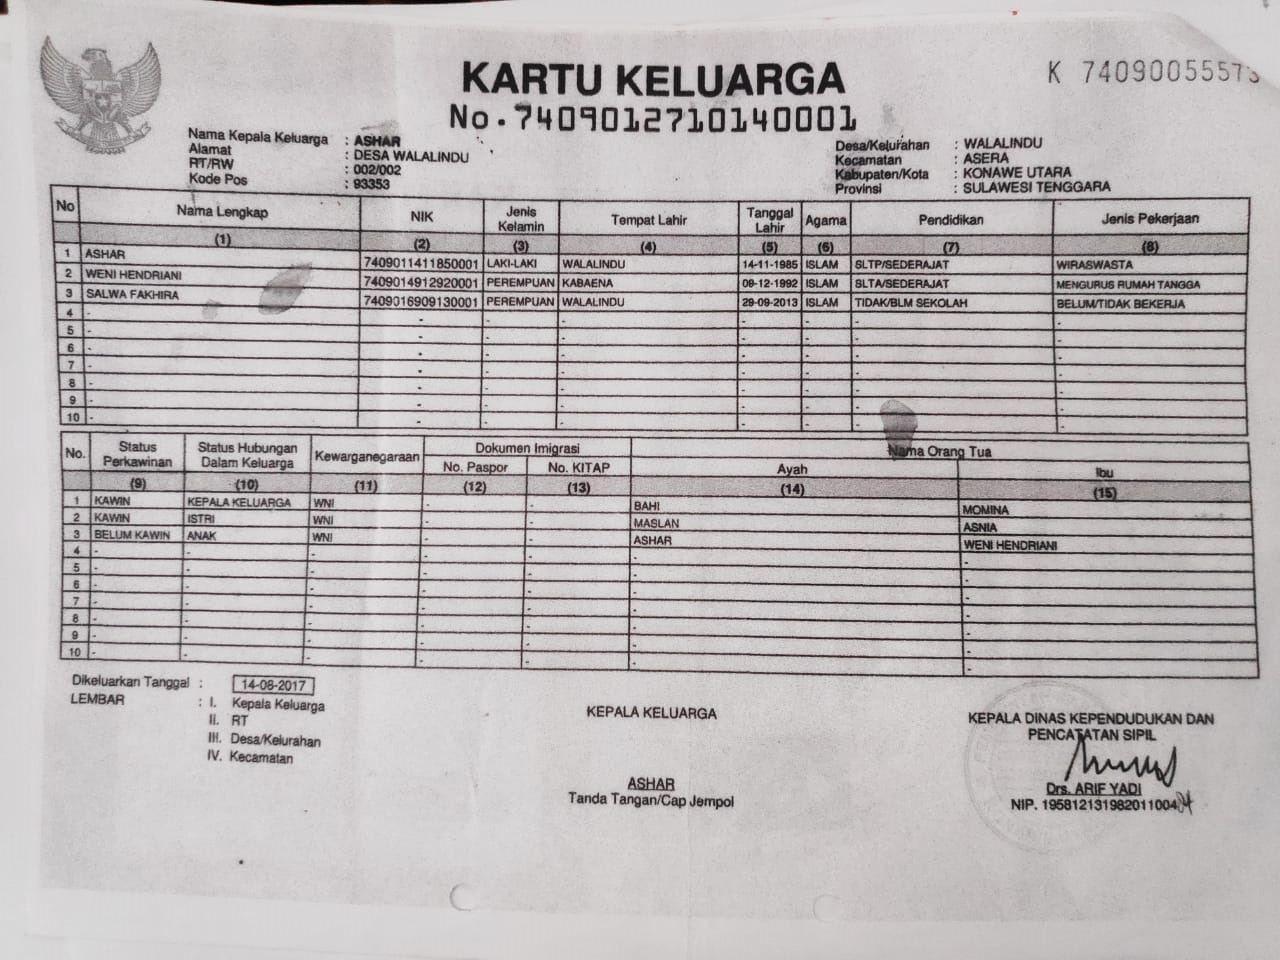 KARTU KELUARGA
K 7409005557
No. 7409012710140001
Nama Kepala Keluarga : ASHAR
Alamat : DESA WALALINDU
RT/RW : 002/002
Kode Pos : 93353
Desa/Kelurahan : WALALINDU
Kecamatan : ASERA
Kabupaten/Kota : KONAWE UTARA
Provinsi : SULAWESI TENGGARA
No Nama Lengkap NIK Jenis Kelamin Tempat Lahir Tanggal Lahir Agama Pendidikan Jenis Pekerjaan
(1) (2) (3) (4) (5) (6) (7) (8)
1 ASHAR 7409011411850001 LAKI-LAKI WALALINDU 14-11-1985 ISLAM SLTP/SEDERAJAT WIRASWASTA
2 WENI HENDRIANI 7409014912920001 PEREMPUAN KABAENA 09-12-1992 ISLAM SLTA/SEDERAJAT MENGURUS RUMAH TANGGA
3 SALWA FAKHIRA 7409016909130001 PEREMPUAN WALALINDU 29-09-2013 ISLAM TIDAK/BLM SEKOLAH BELUM/TIDAK BEKERJA
4 - - - - - - - -
5 - - - - - - - -
6 - - - - - - - -
7 - - - - - - - -
8 - - - - - - - -
9 - - - - - - - -
10 - - - - - - - -
No. Status Perkawinan Status Hubungan Dalam Keluarga Kewarganegaraan Dokumen Imigrasi Nama Orang Tua
No. Paspor No. KITAP Ayah Ibu
(9) (10) (11) (12) (13) (14) (15)
1 KAWIN KEPALA KELUARGA WNI - - BAHI MOMINA
2 KAWIN ISTRI WNI - - MASLAN ASNIA
3 BELUM KAWIN ANAK WNI - - ASHAR WENI HENDRIANI
4 - - - - - - -
5 - - - - - - -
6 - - - - - - -
7 - - - - - - -
8 - - - - - - -
9 - - - - - - -
10 - - - - - - -
Dikeluarkan Tanggal : 14-08-2017
LEMBAR : I. Kepala Keluarga
II. RT
III. Desa/Kelurahan
IV. Kecamatan
KEPALA KELUARGA
ASHAR
Tanda Tangan/Cap Jempol
KEPALA DINAS KEPENDUDUKAN DAN
PENCATATAN SIPIL
Drs. ARIF YADI
NIP. 195812131982011004